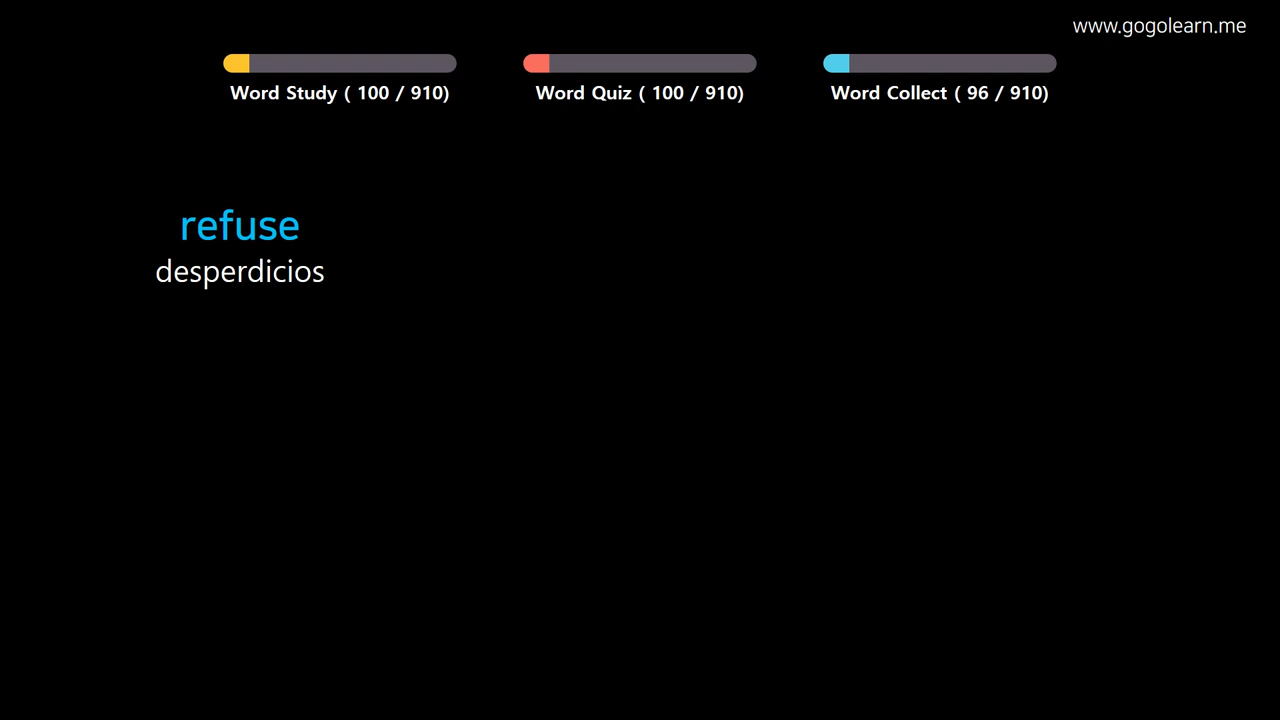 www.gogolearn.me
Word Study ( 100 / 910)
Word Quiz ( 100 / 910)
Word Collect ( 96 / 910)
refuse
desperdicios